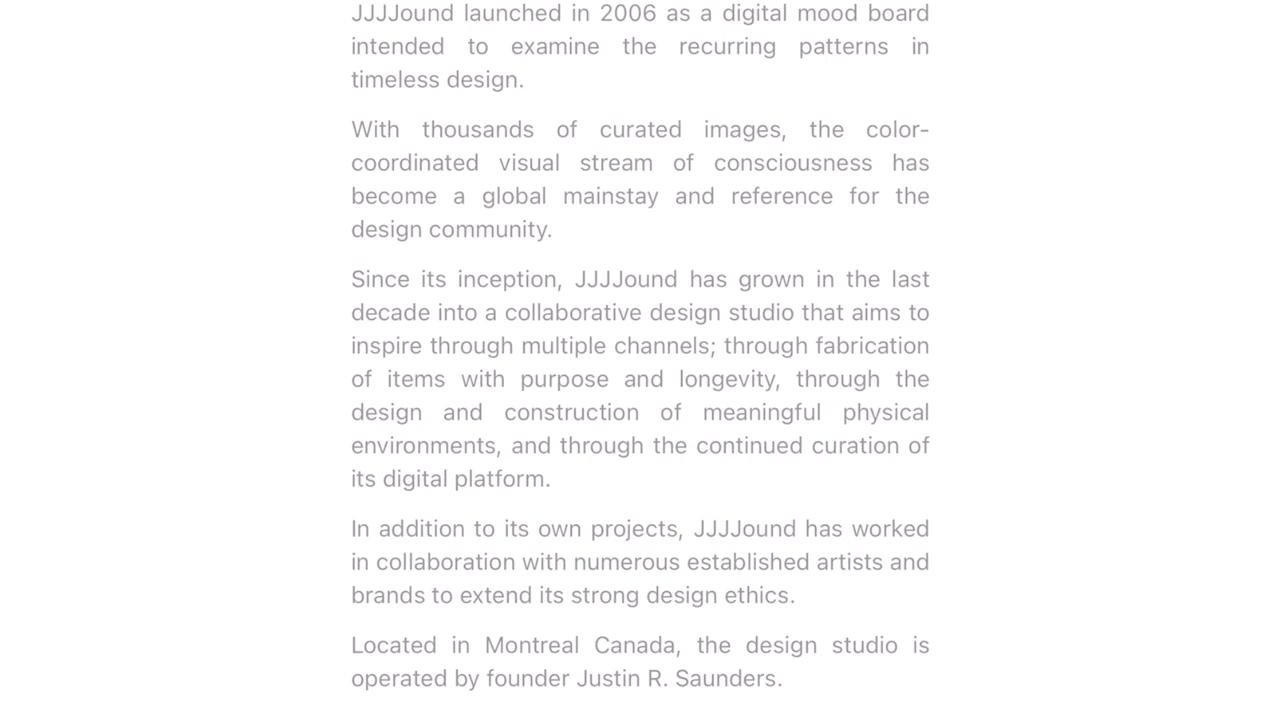 JJJJound launched in 2006 as a digital mood board
intended to examine the recurring patterns in
timeless design.
With thousands of curated images, the color-
coordinated visual stream of consciousness has
become a global mainstay and reference for the
design community.
Since its inception, JJJJound has grown in the last
decade into a collaborative design studio that aims to
inspire through multiple channels; through fabrication
of items with purpose and longevity, through the
design and construction of meaningful physical
environments, and through the continued curation of
its digital platform.
In addition to its own projects, JJJJound has worked
in collaboration with numerous established artists and
brands to extend its strong design ethics.
Located in Montreal Canada, the design studio is
operated by founder Justin R. Saunders.